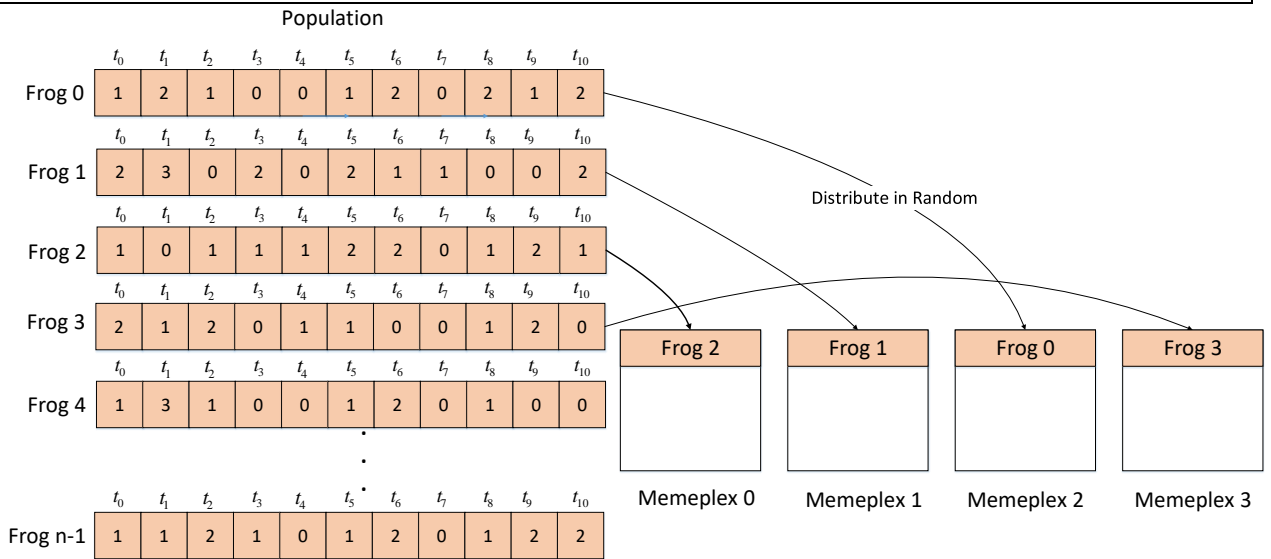 Population
t0 t1 t2 t3 t4 t5 t6 t7 t8 t9 t10
Frog 0 1 2 1 0 0 1 2 0 2 1 2
t0 t1 t2 t3 t4 t5 t6 t7 t8 t9 t10
Frog 1 2 3 0 2 0 2 1 1 0 0 2
Distribute in Random
t0 t1 t2 t3 t4 t5 t6 t7 t8 t9 t10
Frog 2 1 0 1 1 1 2 2 0 1 2 1
t0 t1 t2 t3 t4 t5 t6 t7 t8 t9 t10
Frog 3 2 1 2 0 1 1 0 0 1 2 0
Frog 2 Frog 1 Frog 0 Frog 3
t0 t1 t2 t3 t4 t5 t6 t7 t8 t9 t10
Frog 4 1 3 1 0 0 1 2 0 1 0 0
.
.
.
Memeplex 0 Memeplex 1 Memeplex 2 Memeplex 3
t0 t1 t2 t3 t4 t5 t6 t7 t8 t9 t10
Frog n-1 1 1 2 1 0 1 2 0 1 2 2